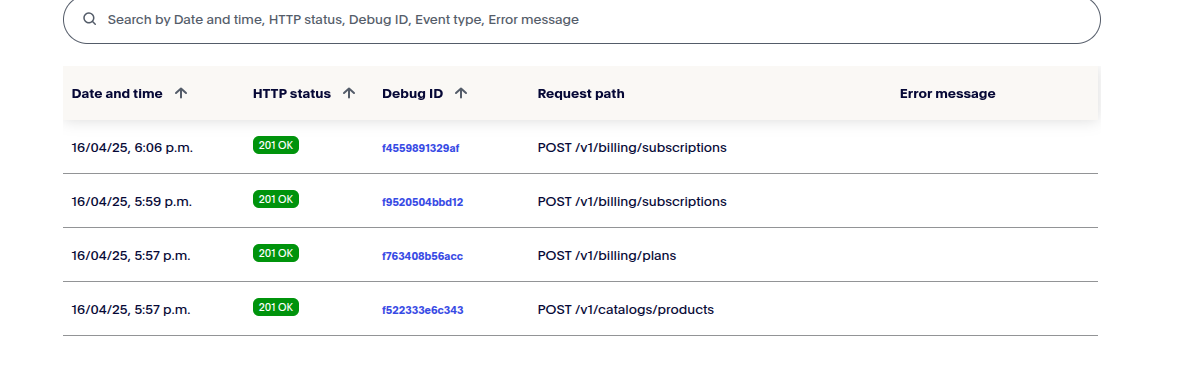 Search by Date and time, HTTP status, Debug ID, Event type, Error message
Date and time HTTP status Debug ID Request path Error message
16/04/25, 6:06 p.m. 201 OK f4559891329af POST /v1/billing/subscriptions
16/04/25, 5:59 p.m. 201 OK f9520504bbd12 POST /v1/billing/subscriptions
16/04/25, 5:57 p.m. 201 OK f763408b56acc POST /v1/billing/plans
16/04/25, 5:57 p.m. 201 OK f522333e6c343 POST /v1/catalogs/products